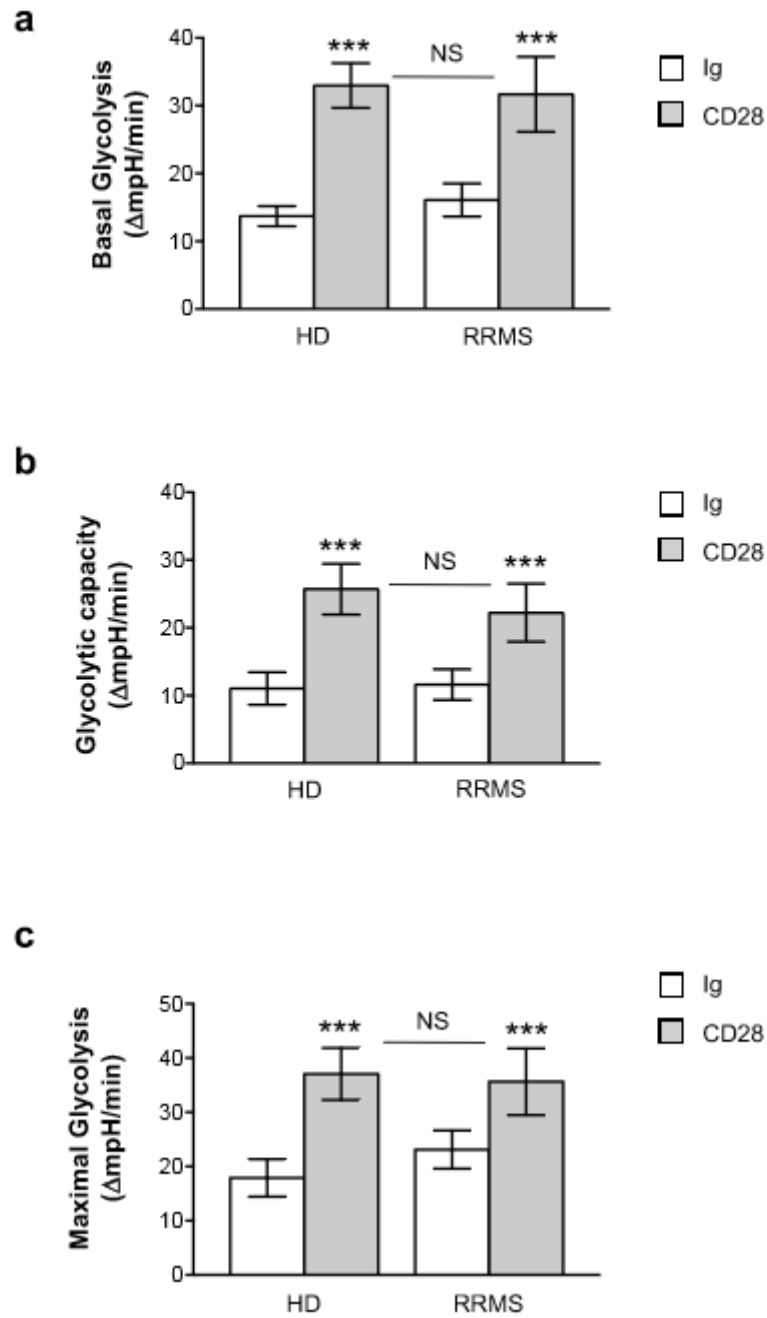 a
Basal Glycolysis
(ΔmpH/min)
40
30
20
10
0
***
NS
***
HD
RRMS
Ig
CD28
b
Glycolytic capacity
(ΔmpH/min)
40
30
20
10
0
***
NS
***
HD
RRMS
Ig
CD28
c
Maximal Glycolysis
(ΔmpH/min)
50
40
30
20
10
0
***
NS
***
HD
RRMS
Ig
CD28